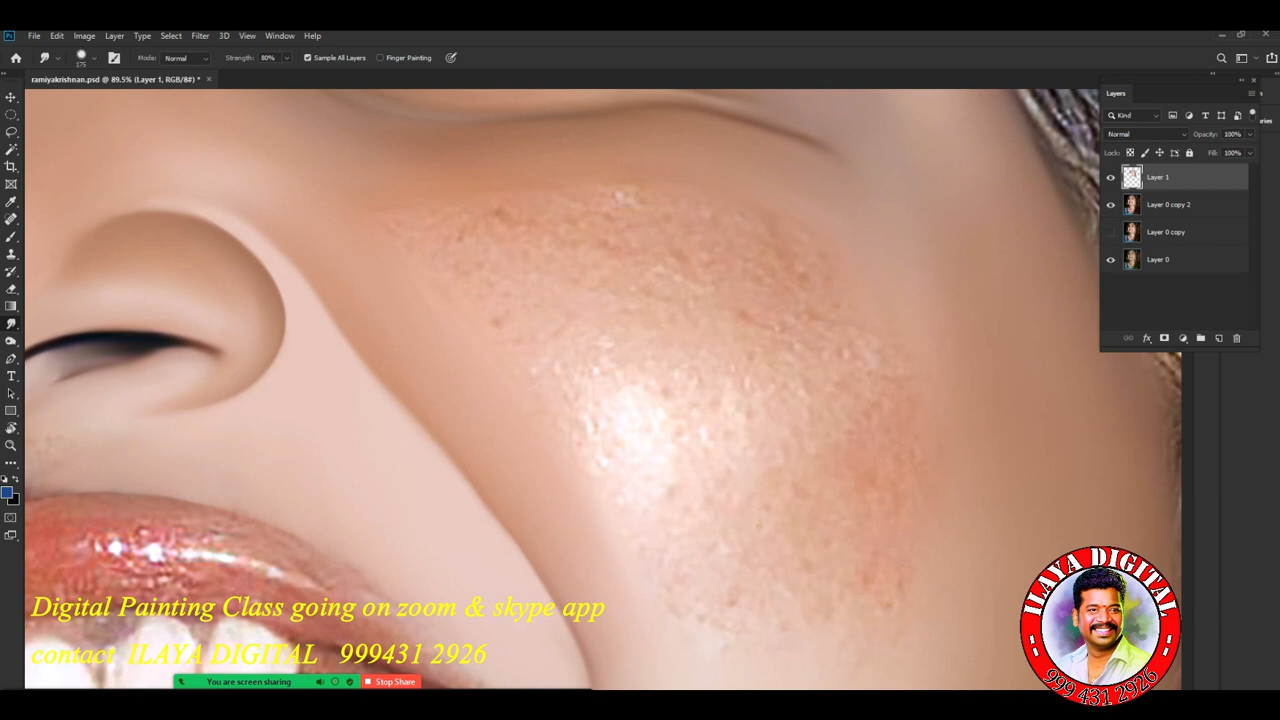 File Edit Image Layer Type Select Filter 3D View Window Help
Mode: Normal Strength: 80% Sample All Layers Finger Painting
175
ramiyakrishnan.psd @ 89.5% (Layer 1, RGB/8#) *
Layers
Kind
Normal Opacity: 100%
Lock: Fill: 100%
Layer 1
Layer 0 copy 2
Layer 0 copy
Layer 0
Digital Painting Class going on zoom & skype app
contact ILAYA DIGITAL 999431 2926
You are screen sharing Stop Share
ILAYA DIGITAL
999 431 2926